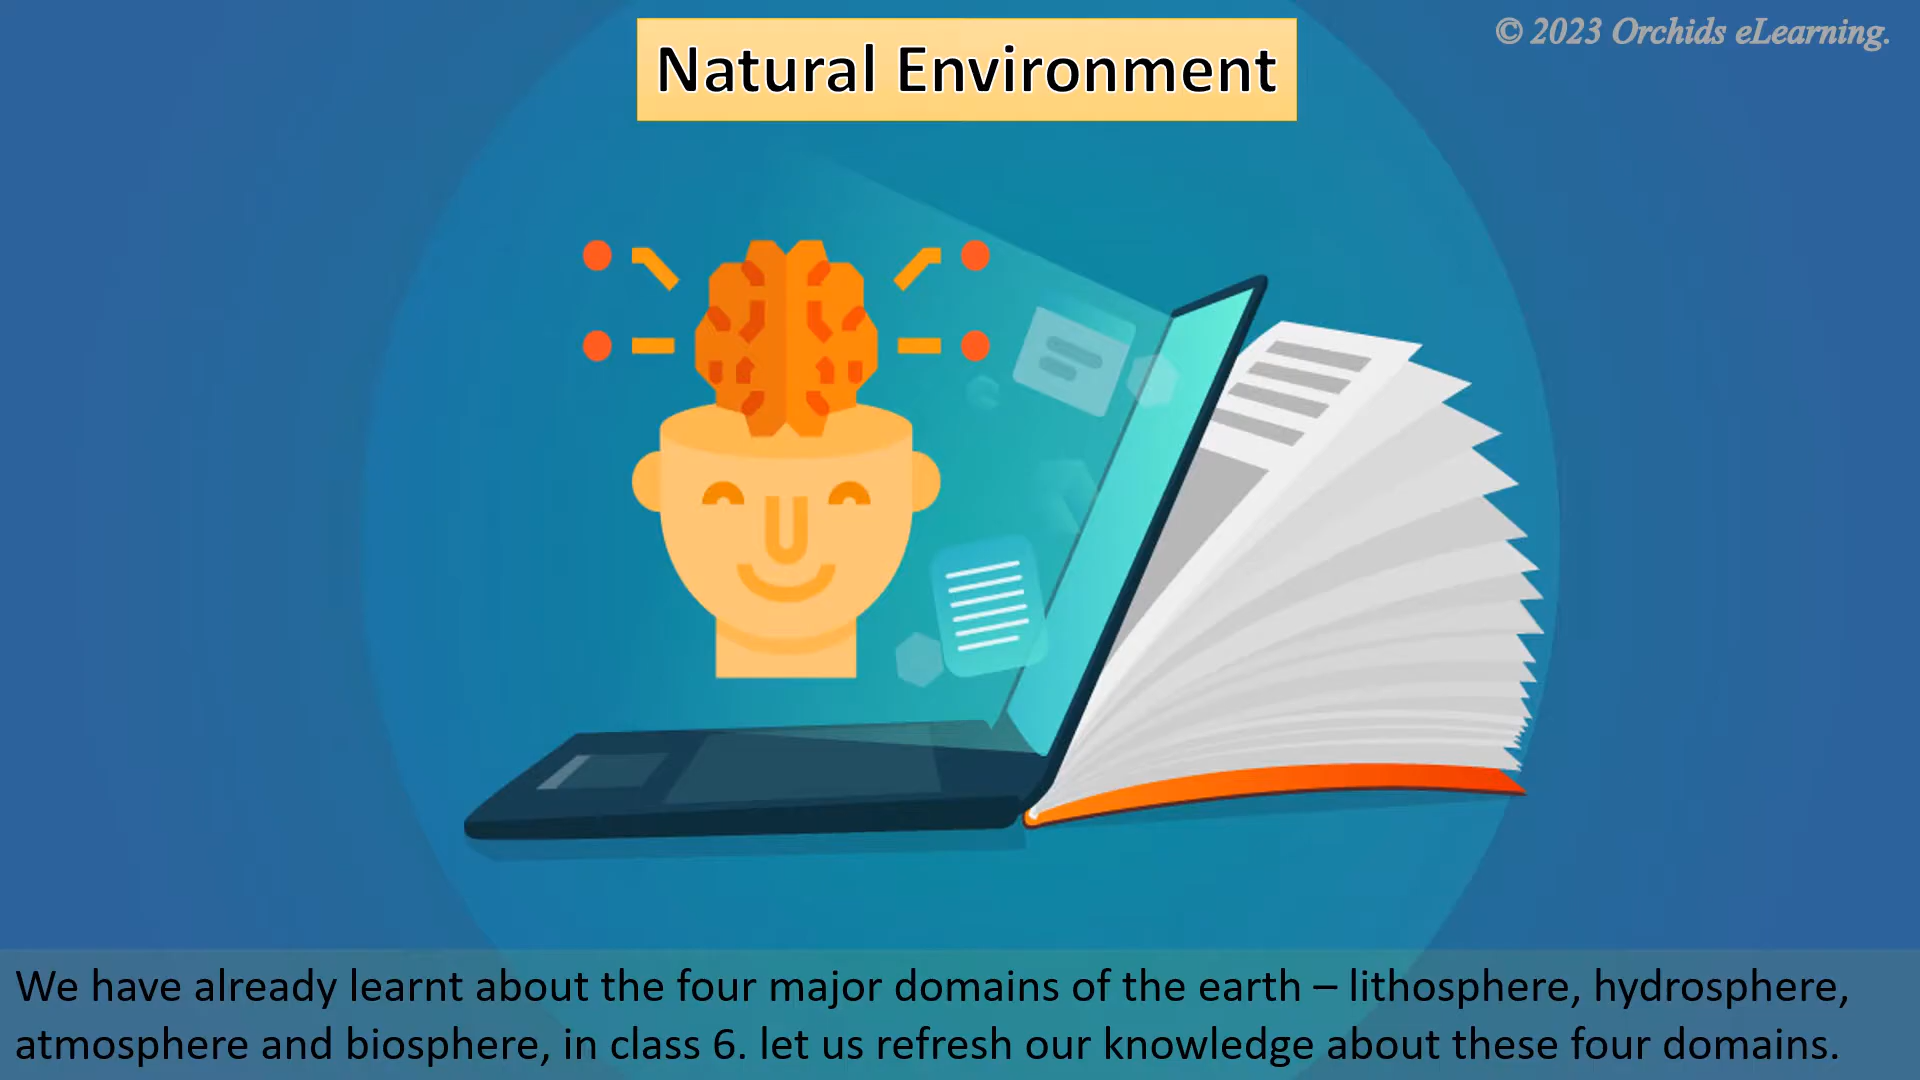 © 2023 Orchids eLearning.
Natural Environment
We have already learnt about the four major domains of the earth – lithosphere, hydrosphere,
atmosphere and biosphere, in class 6. let us refresh our knowledge about these four domains.